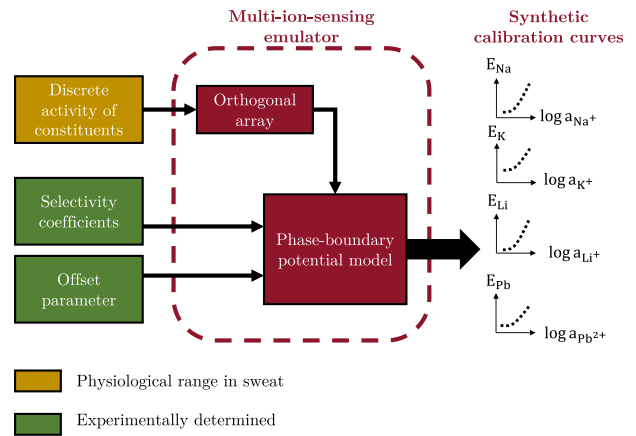 Multi-ion-sensing
emulator
Synthetic
calibration curves
Discrete
activity of
constituents
Orthogonal
array
Selectivity
coefficients
Offset
parameter
Phase-boundary
potential model
E_Na
log a_Na+
E_K
log a_K+
E_Li
log a_Li+
E_Pb
log a_Pb2+
Physiological range in sweat
Experimentally determined